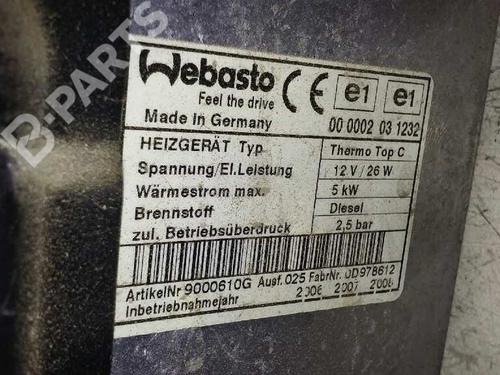 B-PARTS
Webasto
Feel the drive
CE e1 e1
Made In Germany 00 0002 03 1232
HEIZGERÄT Typ Thermo Top C
Spannung/El.Leistung 12 V / 26 W
Wärmestrom max. 5 kW
Brennstoff Diesel
zul. Betriebsüberdruck 2,5 bar
ArtikelNr 9000610G Ausf.025 FabrNr. 0D978612
Inbetriebnahmejahr 2006 2007 2008